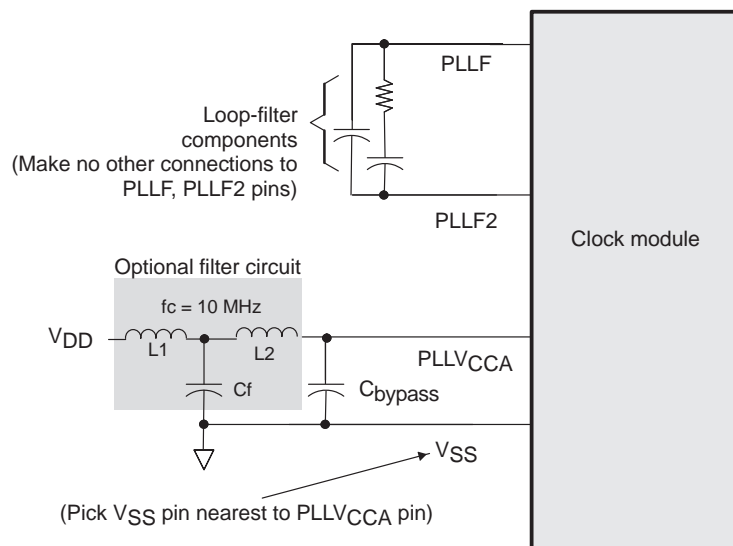 PLLF
Loop-filter
components
(Make no other connections to
PLLF, PLLF2 pins)
PLLF2
Clock module
Optional filter circuit
fc = 10 MHz
VDD
L1
L2
PLLVCCA
Cf
Cbypass
VSS
(Pick VSS pin nearest to PLLVCCA pin)